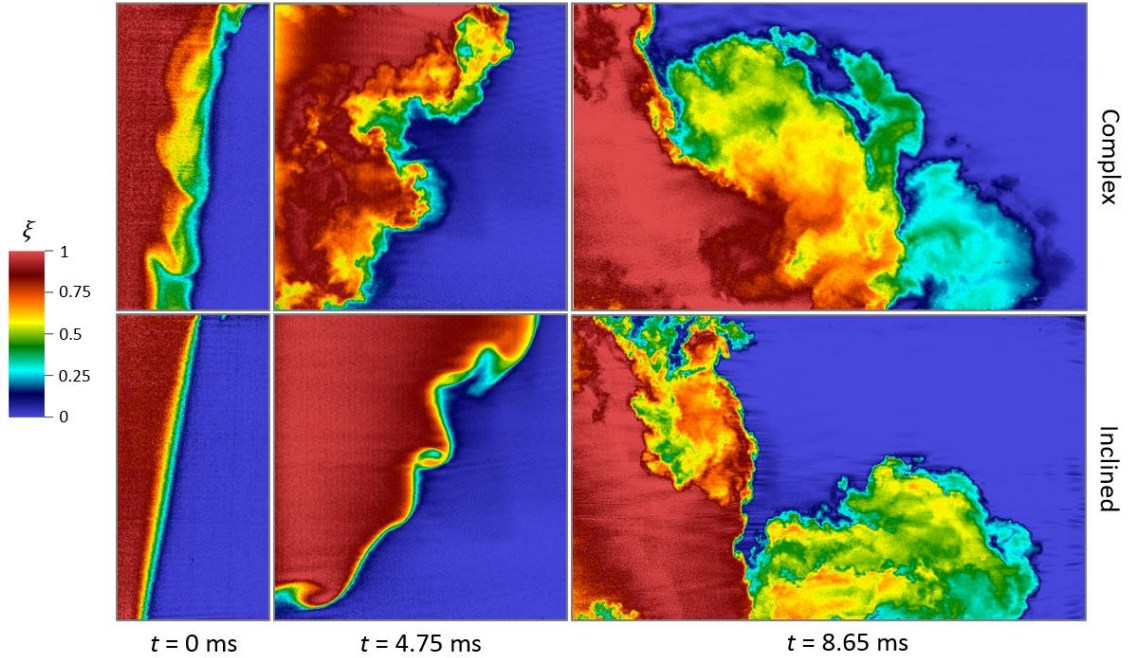 Complex
ξ
1
0.75
0.5
0.25
0
Inclined
t = 0 ms
t = 4.75 ms
t = 8.65 ms